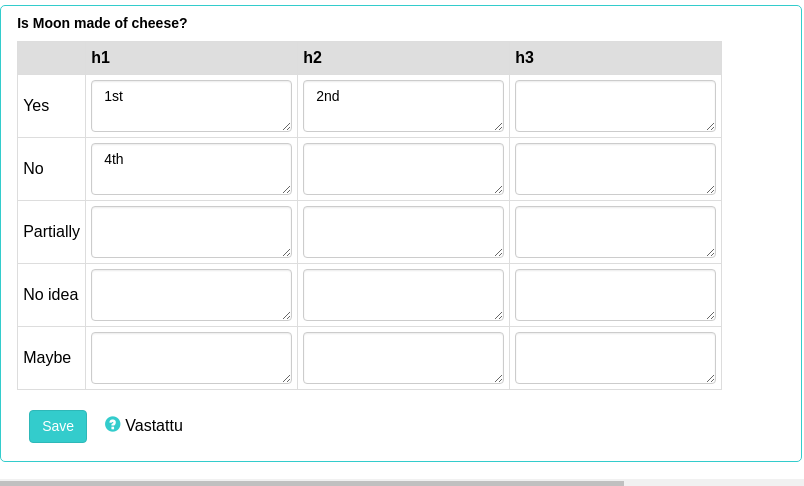 Is Moon made of cheese?
h1 h2 h3
Yes 1st 2nd
No 4th
Partially
No idea
Maybe
Save ? Vastattu